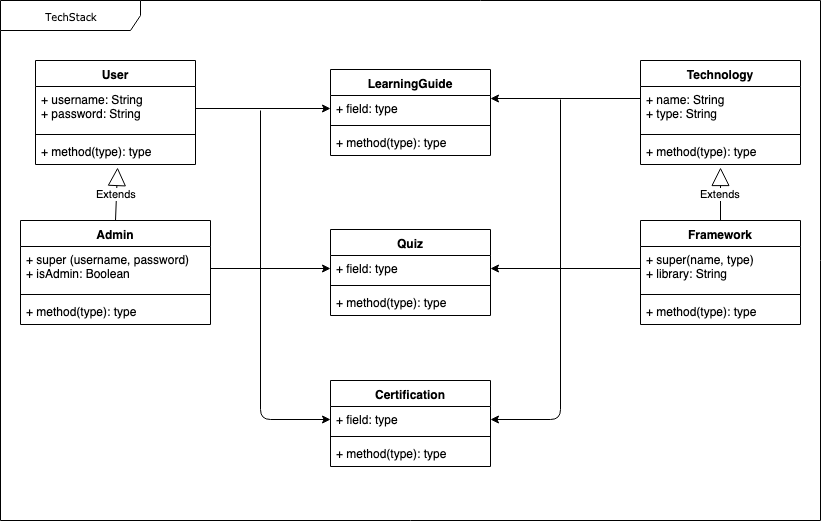 TechStack
User
+ username: String
+ password: String
+ method(type): type
LearningGuide
+ field: type
+ method(type): type
Technology
+ name: String
+ type: String
+ method(type): type
Extends
Extends
Admin
+ super (username, password)
+ isAdmin: Boolean
+ method(type): type
Quiz
+ field: type
+ method(type): type
Framework
+ super(name, type)
+ library: String
+ method(type): type
Certification
+ field: type
+ method(type): type